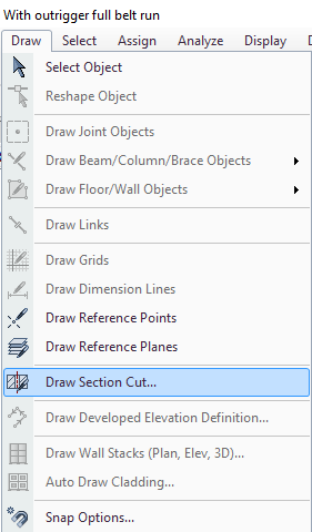 With outrigger full belt run
Draw Select Assign Analyze Display
Select Object
Reshape Object
Draw Joint Objects
Draw Beam/Column/Brace Objects
Draw Floor/Wall Objects
Draw Links
Draw Grids
Draw Dimension Lines
Draw Reference Points
Draw Reference Planes
Draw Section Cut...
Draw Developed Elevation Definition...
Draw Wall Stacks (Plan, Elev, 3D)...
Auto Draw Cladding...
Snap Options...